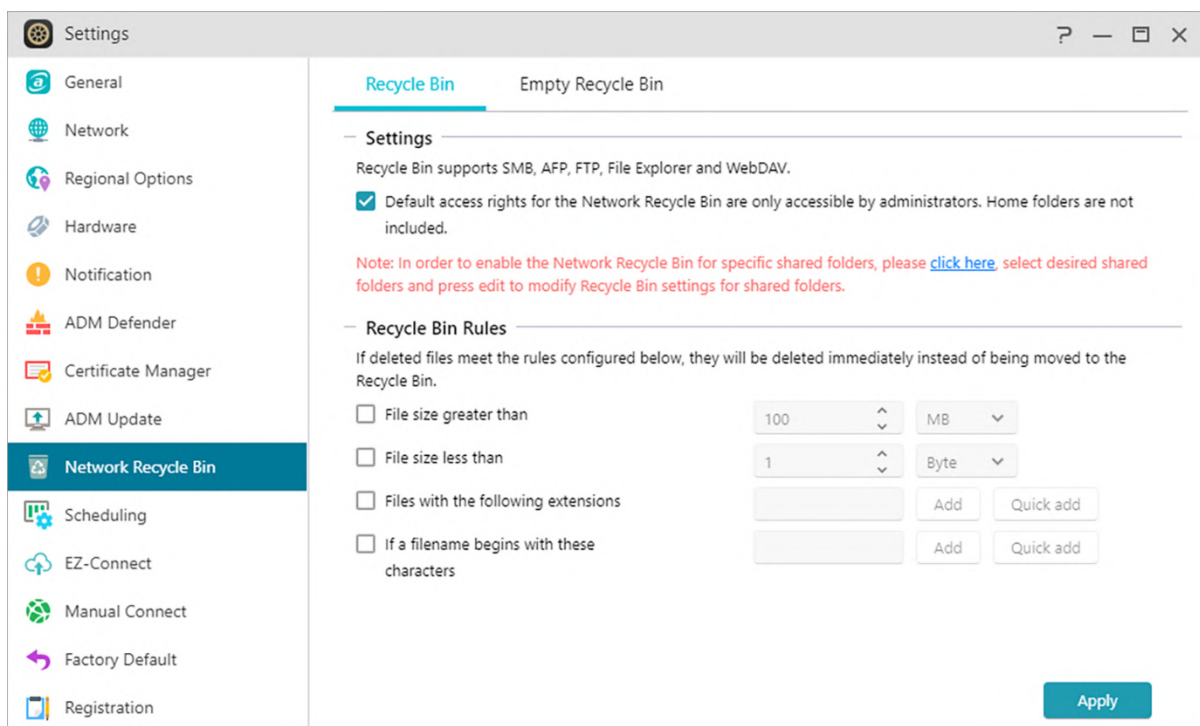 Settings
General
Network
Regional Options
Hardware
Notification
ADM Defender
Certificate Manager
ADM Update
Network Recycle Bin
Scheduling
EZ-Connect
Manual Connect
Factory Default
Registration
Recycle Bin
Empty Recycle Bin
Settings
Recycle Bin supports SMB, AFP, FTP, File Explorer and WebDAV.
Default access rights for the Network Recycle Bin are only accessible by administrators. Home folders are not
included.
Note: In order to enable the Network Recycle Bin for specific shared folders, please click here, select desired shared
folders and press edit to modify Recycle Bin settings for shared folders.
Recycle Bin Rules
If deleted files meet the rules configured below, they will be deleted immediately instead of being moved to the
Recycle Bin.
File size greater than 100 MB
File size less than 1 Byte
Files with the following extensions Add Quick add
If a filename begins with these Add Quick add
characters
Apply